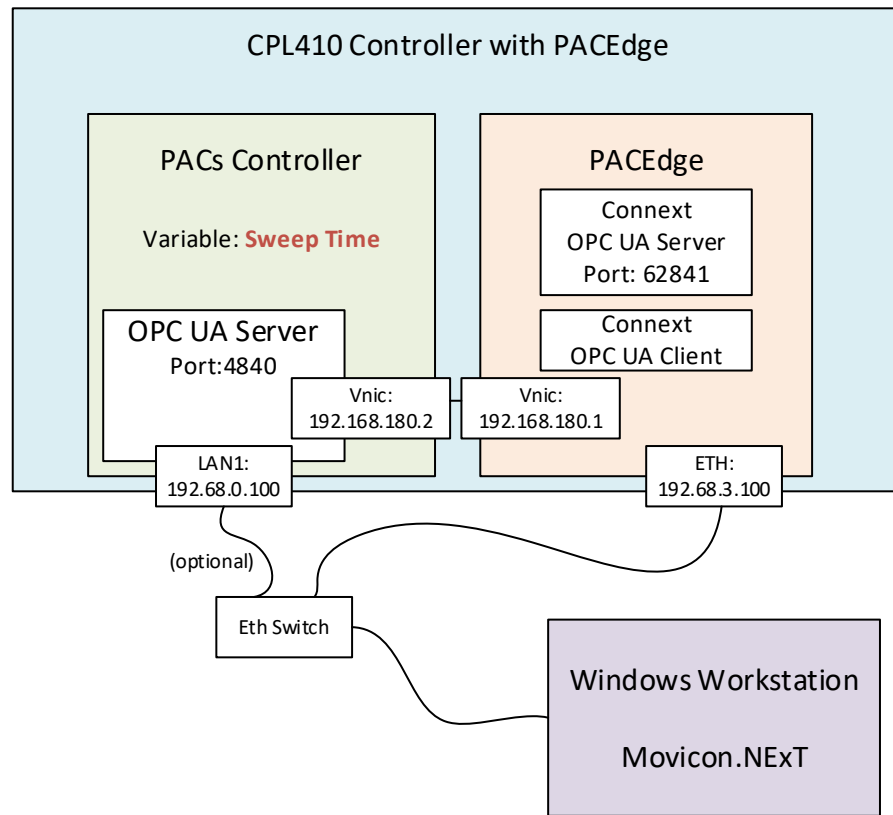 CPL410 Controller with PACEdge
PACs Controller
Variable: Sweep Time
OPC UA Server
Port:4840
Vnic:
192.168.180.2
LAN1:
192.68.0.100
PACEdge
Connext
OPC UA Server
Port: 62841
Connext
OPC UA Client
Vnic:
192.168.180.1
ETH:
192.68.3.100
(optional)
Eth Switch
Windows Workstation
Movicon.NExT